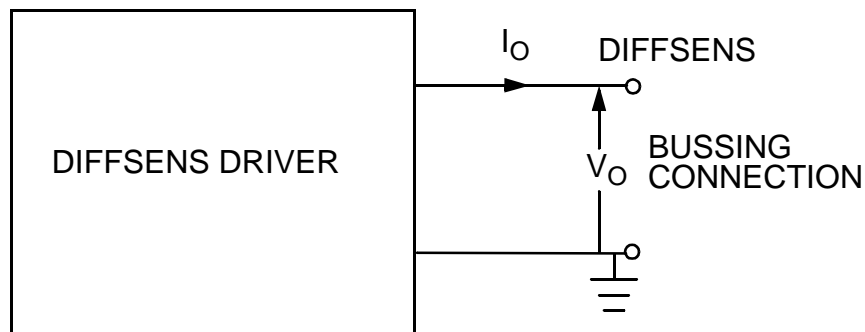 I_O
DIFFSENS
DIFFSENS DRIVER
V_O
BUSSING
CONNECTION